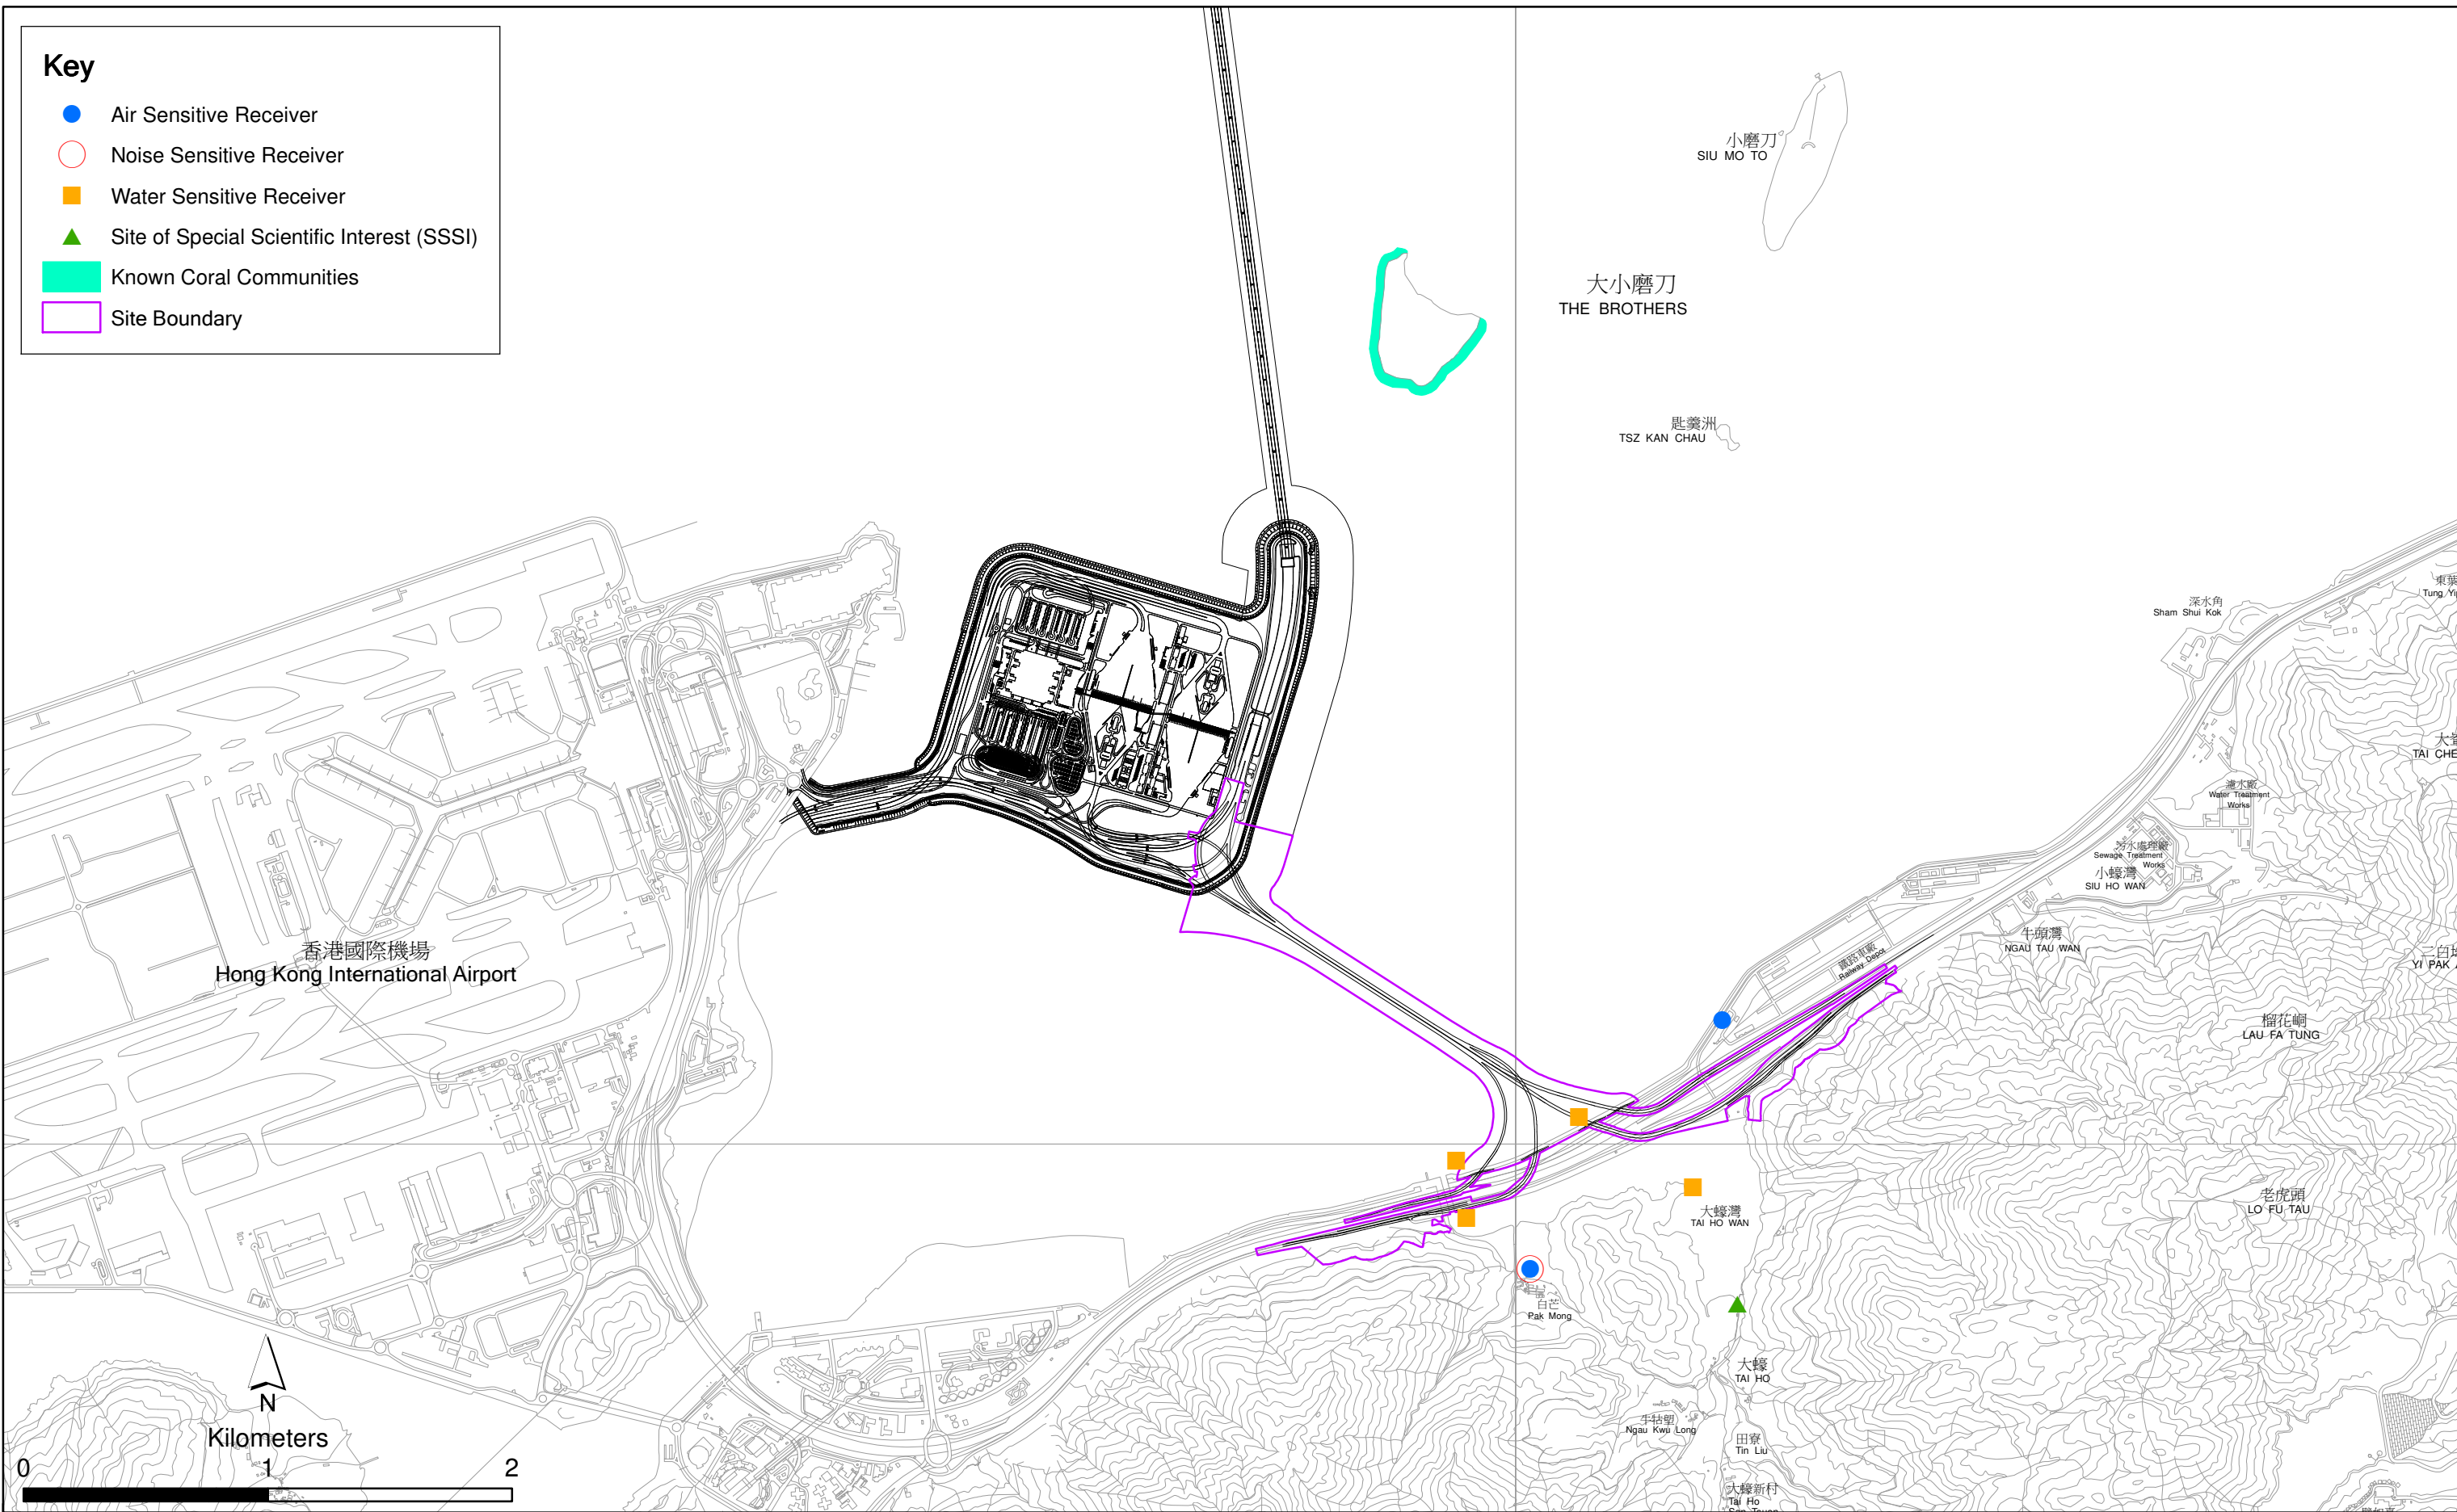 Key
Air Sensitive Receiver
Noise Sensitive Receiver
Water Sensitive Receiver
Site of Special Scientific Interest (SSSI)
Known Coral Communities
Site Boundary
小磨刀
SIU MO TO
大小磨刀
THE BROTHERS
匙羹洲
TSZ KAN CHAU
深水角
Sham Shui Kok
Tung
TAI
濾水廠
Water Treatment
Works
污水處理廠
Sewage Treatment
Works
小蠔灣
SIU HO WAN
牛頭灣
NGAU TAU WAN
鐵路車廠
Railway Depot
YI PAK
榴花峒
LAU FA TUNG
香港國際機場
Hong Kong International Airport
老虎頭
LO FU TAU
大蠔灣
TAI HO WAN
白芒
Pak Mong
大蠔
TAI HO
牛牯塱
Ngau Kwu Long
田寮
Tin Liu
大蠔新村
Tai Ho
N
Kilometers
0 1 2